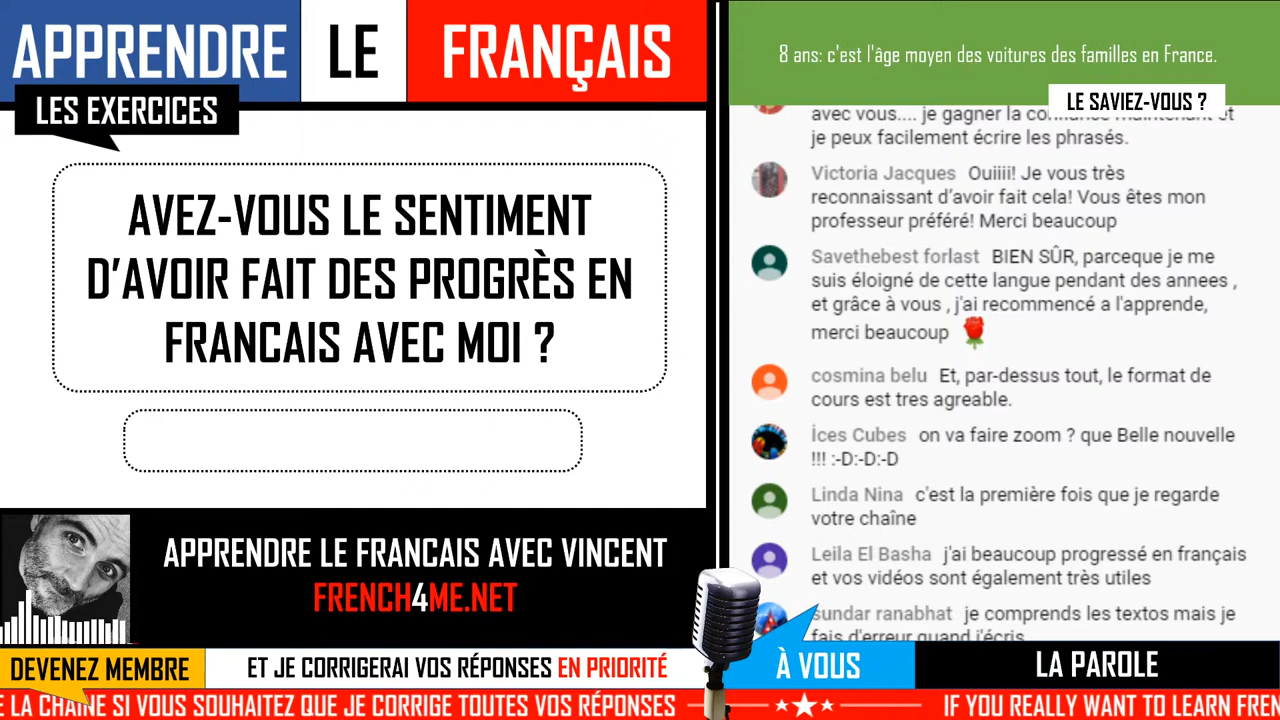 APPRENDRE LE FRANÇAIS
LES EXERCICES
AVEZ-VOUS LE SENTIMENT
D'AVOIR FAIT DES PROGRÈS EN
FRANCAIS AVEC MOI ?
APPRENDRE LE FRANCAIS AVEC VINCENT
FRENCH4ME.NET
8 ans: c'est l'âge moyen des voitures des familles en France.
LE SAVIEZ-VOUS ?
avec vous.... je gagner la confiance maintenant et
je peux facilement écrire les phrasés.
Victoria Jacques Ouiiii! Je vous très
reconnaissant d'avoir fait cela! Vous êtes mon
professeur préféré! Merci beaucoup
Savethebest forlast BIEN SÛR, parceque je me
suis éloigné de cette langue pendant des annees ,
et grâce à vous , j'ai recommencé a l'apprende,
merci beaucoup 🌹
cosmina belu Et, par-dessus tout, le format de
cours est tres agreable.
İces Cubes on va faire zoom ? que Belle nouvelle
!!! :-D:-D:-D
Linda Nina c'est la première fois que je regarde
votre chaîne
Leila El Basha j'ai beaucoup progressé en français
et vos vidéos sont également très utiles
sundar ranabhat je comprends les textos mais je
fais d'erreur quand j'écris
DEVENEZ MEMBRE ET JE CORRIGERAI VOS RÉPONSES EN PRIORITÉ
À VOUS LA PAROLE
E LA CHAÎNE SI VOUS SOUHAITEZ QUE JE CORRIGE TOUTES VOS RÉPONSES
IF YOU REALLY WANT TO LEARN FREN